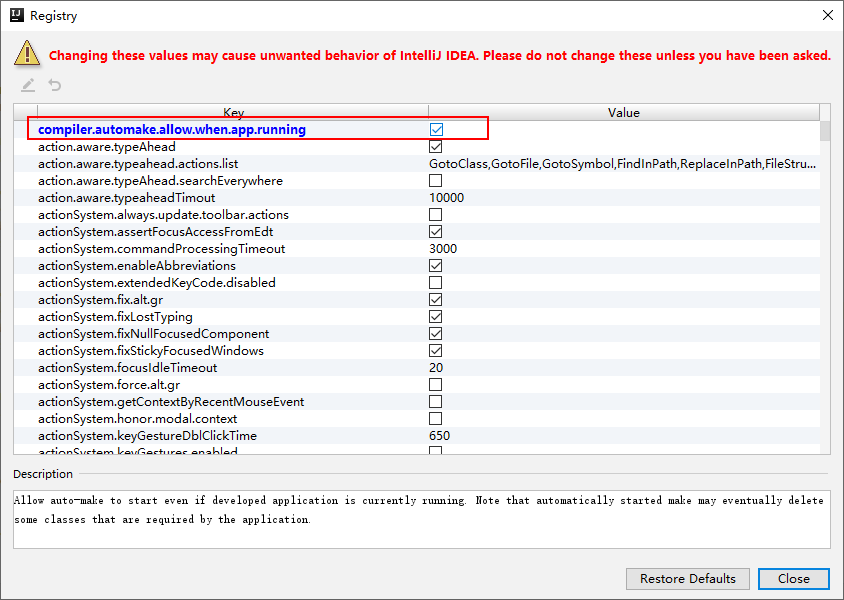 Registry
Changing these values may cause unwanted behavior of IntelliJ IDEA. Please do not change these unless you have been asked.
Key Value
compiler.automake.allow.when.app.running
action.aware.typeAhead
action.aware.typeahead.actions.list GotoClass,GotoFile,GotoSymbol,FindInPath,ReplaceInPath,FileStru...
action.aware.typeAhead.searchEverywhere
action.aware.typeaheadTimout 10000
actionSystem.always.update.toolbar.actions
actionSystem.assertFocusAccessFromEdt
actionSystem.commandProcessingTimeout 3000
actionSystem.enableAbbreviations
actionSystem.extendedKeyCode.disabled
actionSystem.fix.alt.gr
actionSystem.fixLostTyping
actionSystem.fixNullFocusedComponent
actionSystem.fixStickyFocusedWindows
actionSystem.focusIdleTimeout 20
actionSystem.force.alt.gr
actionSystem.getContextByRecentMouseEvent
actionSystem.honor.modal.context
actionSystem.keyGestureDblClickTime 650
actionSystem.keyGestures.enabled
Description
Allow auto-make to start even if developed application is currently running. Note that automatically started make may eventually delete
some classes that are required by the application.
Restore Defaults Close